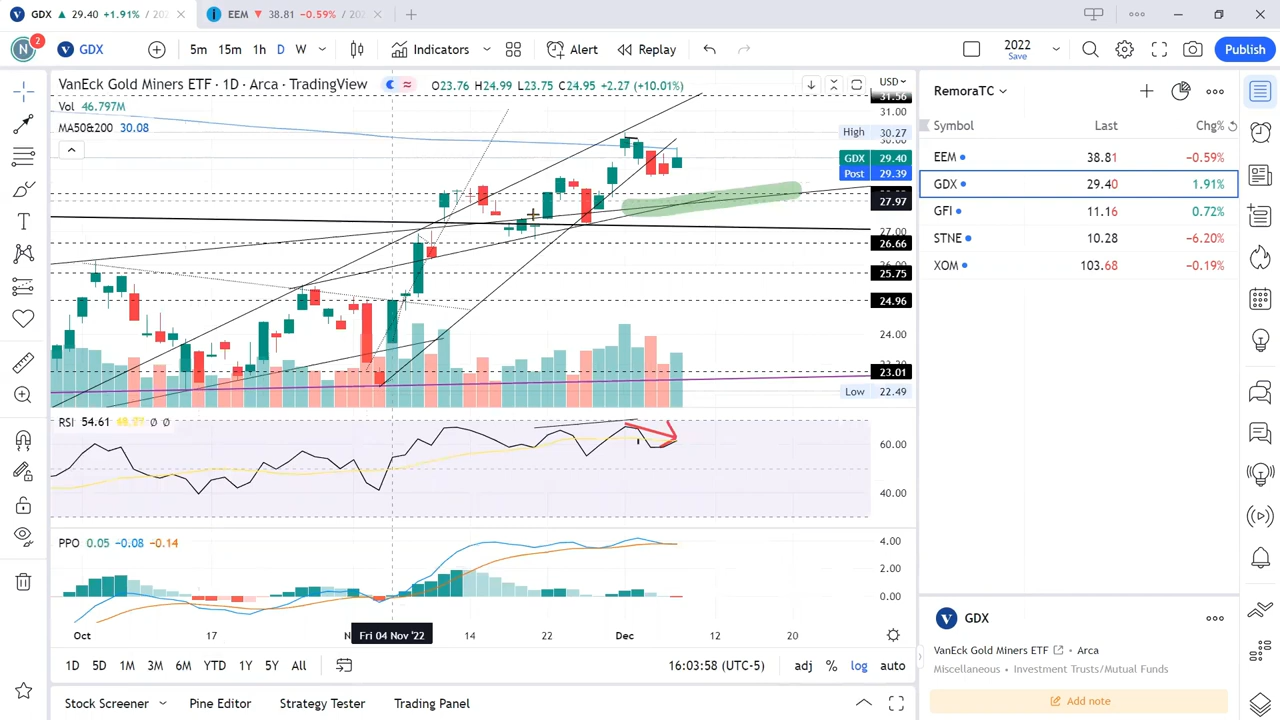 GDX ▲ 29.40 +1.91% / 202
EEM ▼ 38.81 −0.59% / 202
N 2 GDX 5m 15m 1h D W Indicators Alert Replay 2022 Save Publish
VanEck Gold Miners ETF · 1D · Arca · TradingView O23.76 H24.99 L23.75 C24.95 +2.27 (+10.01%)
Vol 46.797M
MA50&200 30.08
USD
31.56
31.00
High 30.27
30.00
GDX 29.40
Post 29.39
27.97
27.00
26.66
26.00
25.75
24.96
24.00
23.01
Low 22.49
RSI 54.61 ∅ ∅
60.00
40.00
PPO 0.05 −0.08 −0.14
4.00
2.00
0.00
Oct 17 N Fri 04 Nov '22 14 22 Dec 12 20
1D 5D 1M 3M 6M YTD 1Y 5Y All 16:03:58 (UTC-5) adj % log auto
Stock Screener Pine Editor Strategy Tester Trading Panel
RemoraTC
Symbol Last Chg%
EEM 38.81 −0.59%
GDX 29.40 1.91%
GFI 11.16 0.72%
STNE 10.28 −6.20%
XOM 103.68 −0.19%
GDX
VanEck Gold Miners ETF • Arca
Miscellaneous • Investment Trusts/Mutual Funds
Add note